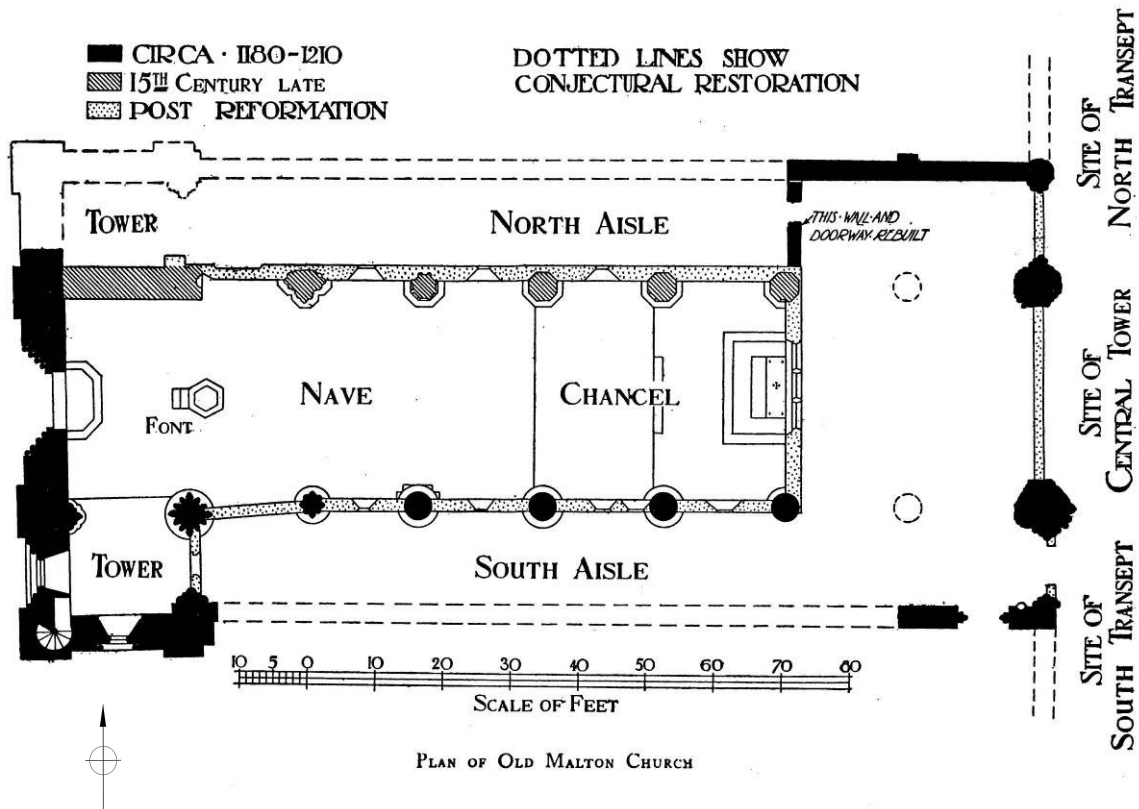 CIRCA · 1180-1210
15TH CENTURY LATE
POST REFORMATION
DOTTED LINES SHOW
CONJECTURAL RESTORATION
SITE OF
NORTH TRANSEPT
TOWER
NORTH AISLE
THIS·WALL·AND
DOORWAY·REBUILT
NAVE
CHANCEL
FONT
SITE OF
CENTRAL TOWER
TOWER
SOUTH AISLE
SITE OF
SOUTH TRANSEPT
10 5 0 10 20 30 40 50 60 70 80
SCALE OF FEET
PLAN OF OLD MALTON CHURCH